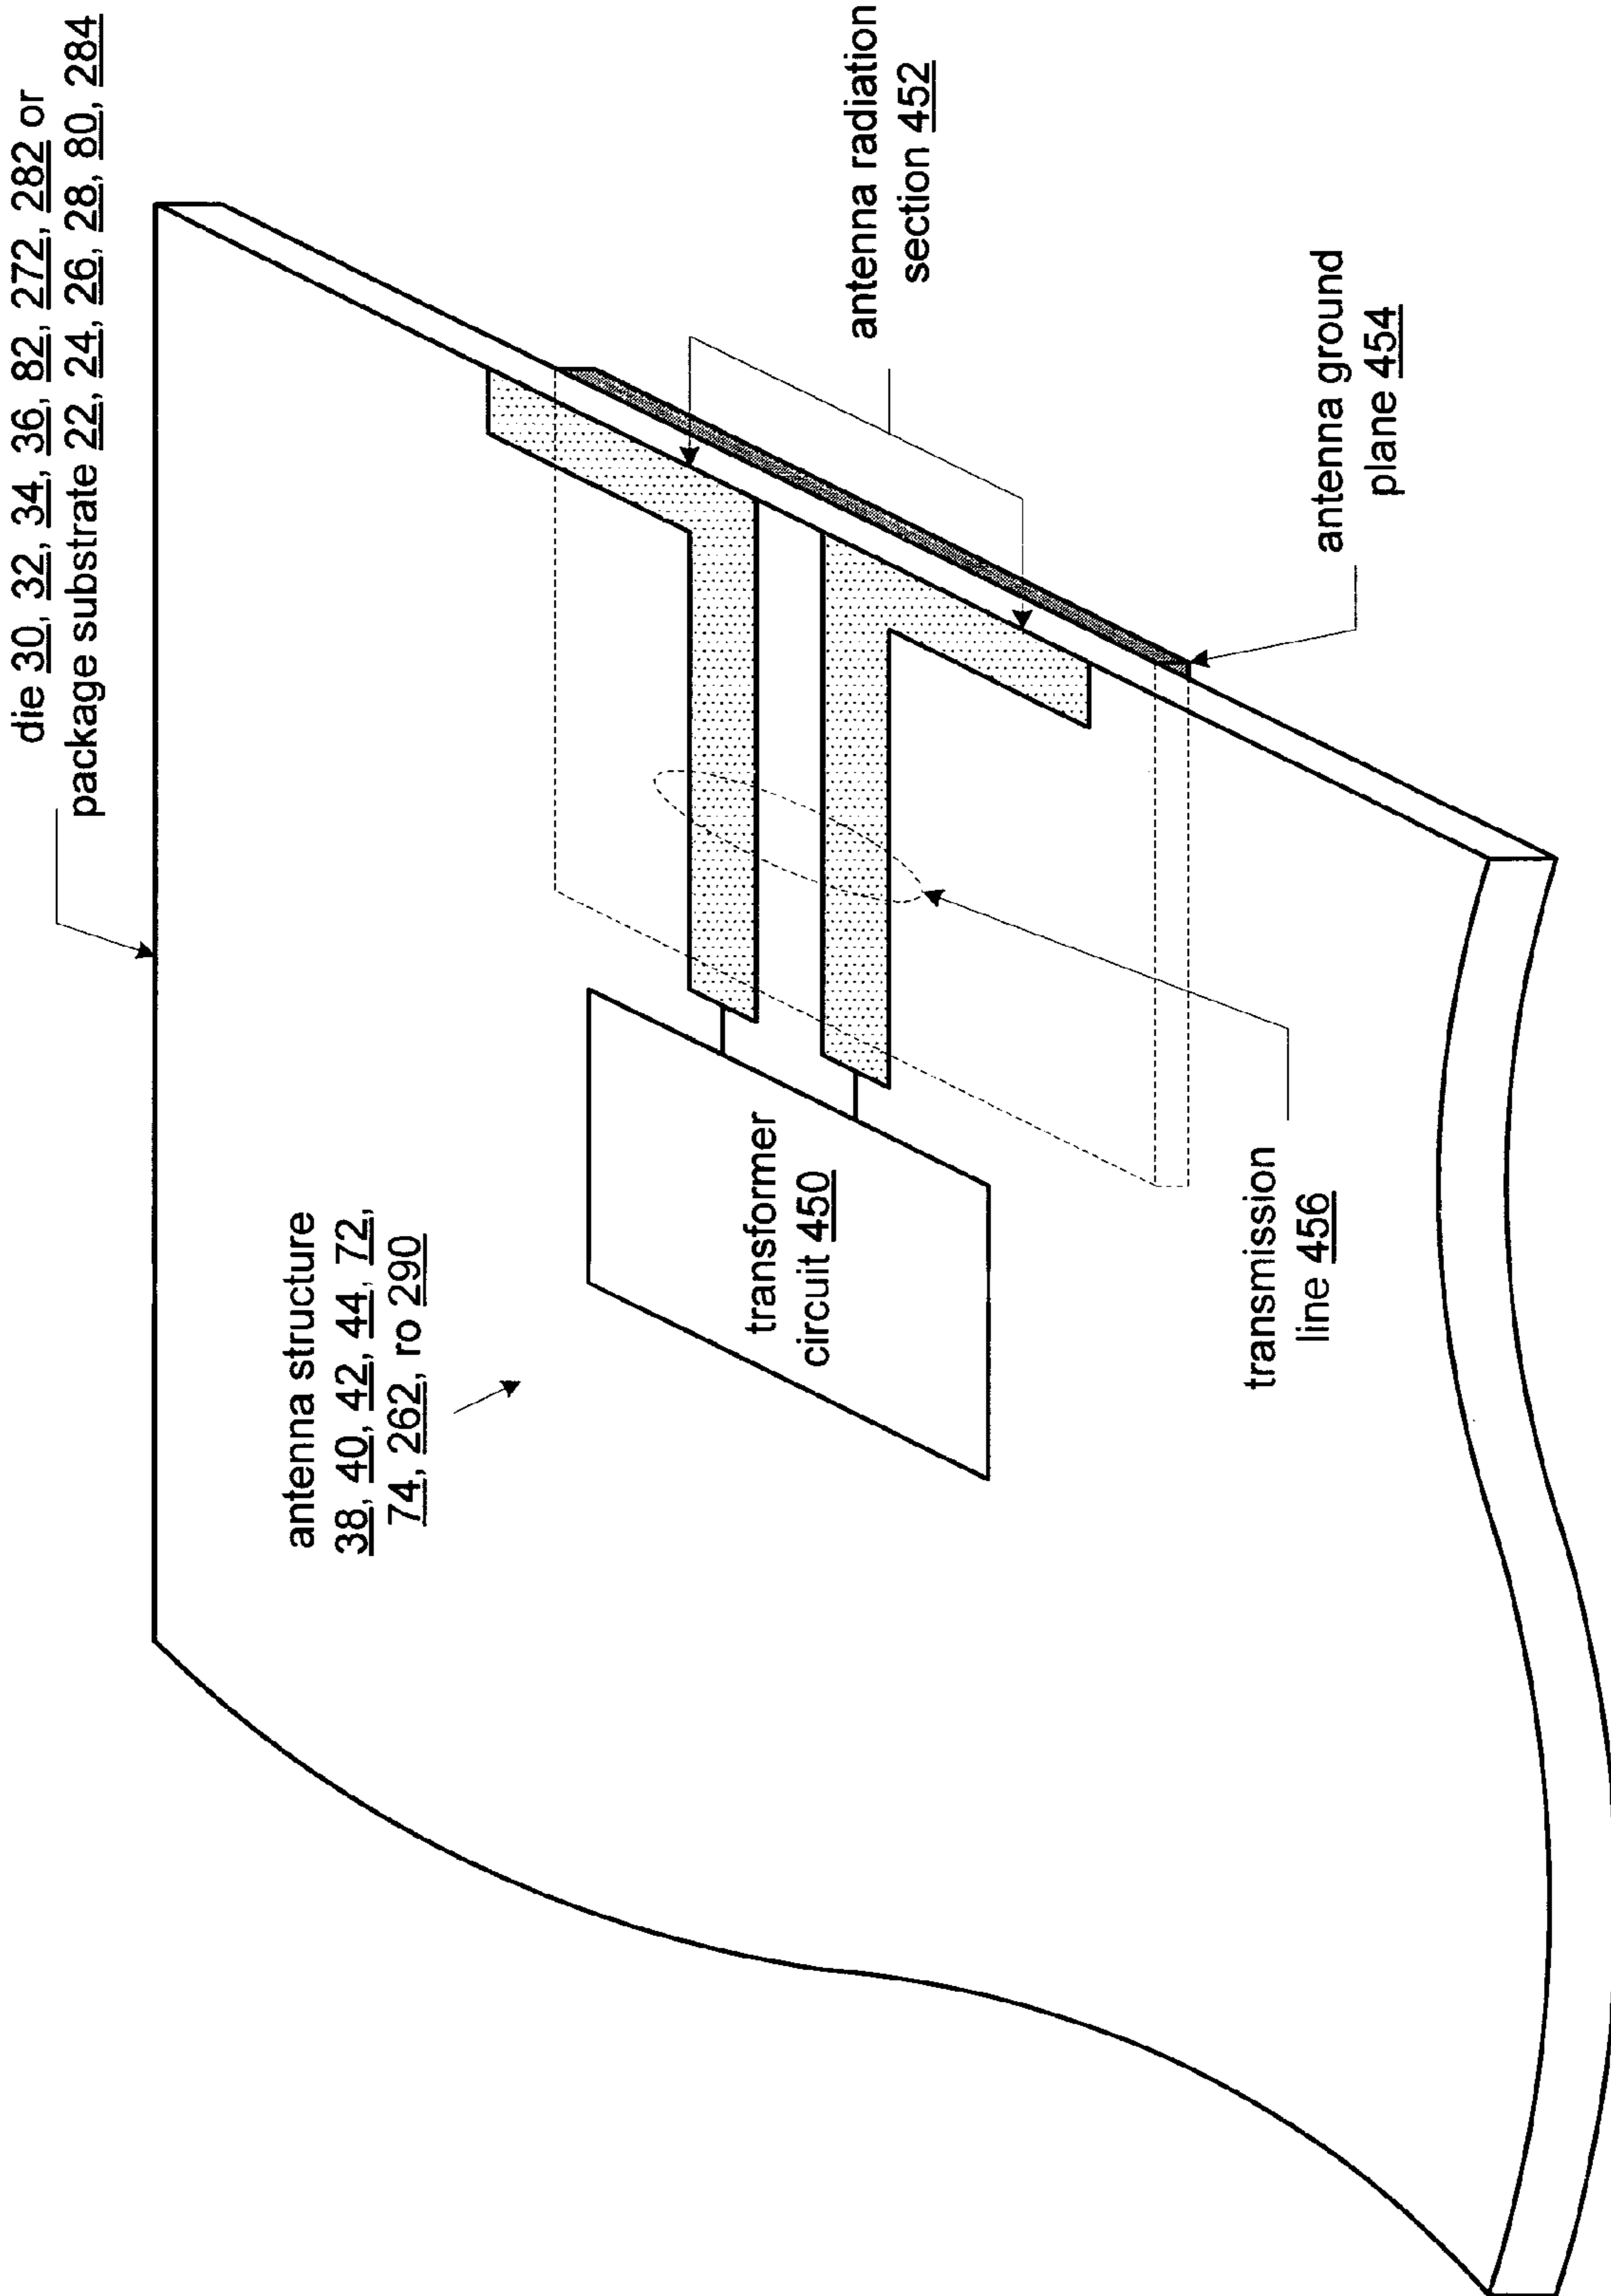 die 30, 32, 34, 36, 82, 272, 282 or
package substrate 22, 24, 26, 28, 80, 284
antenna structure
38, 40, 42, 44, 72,
74, 262, ro 290
transformer
circuit 450
antenna radiation
section 452
transmission
line 456
antenna ground
plane 454